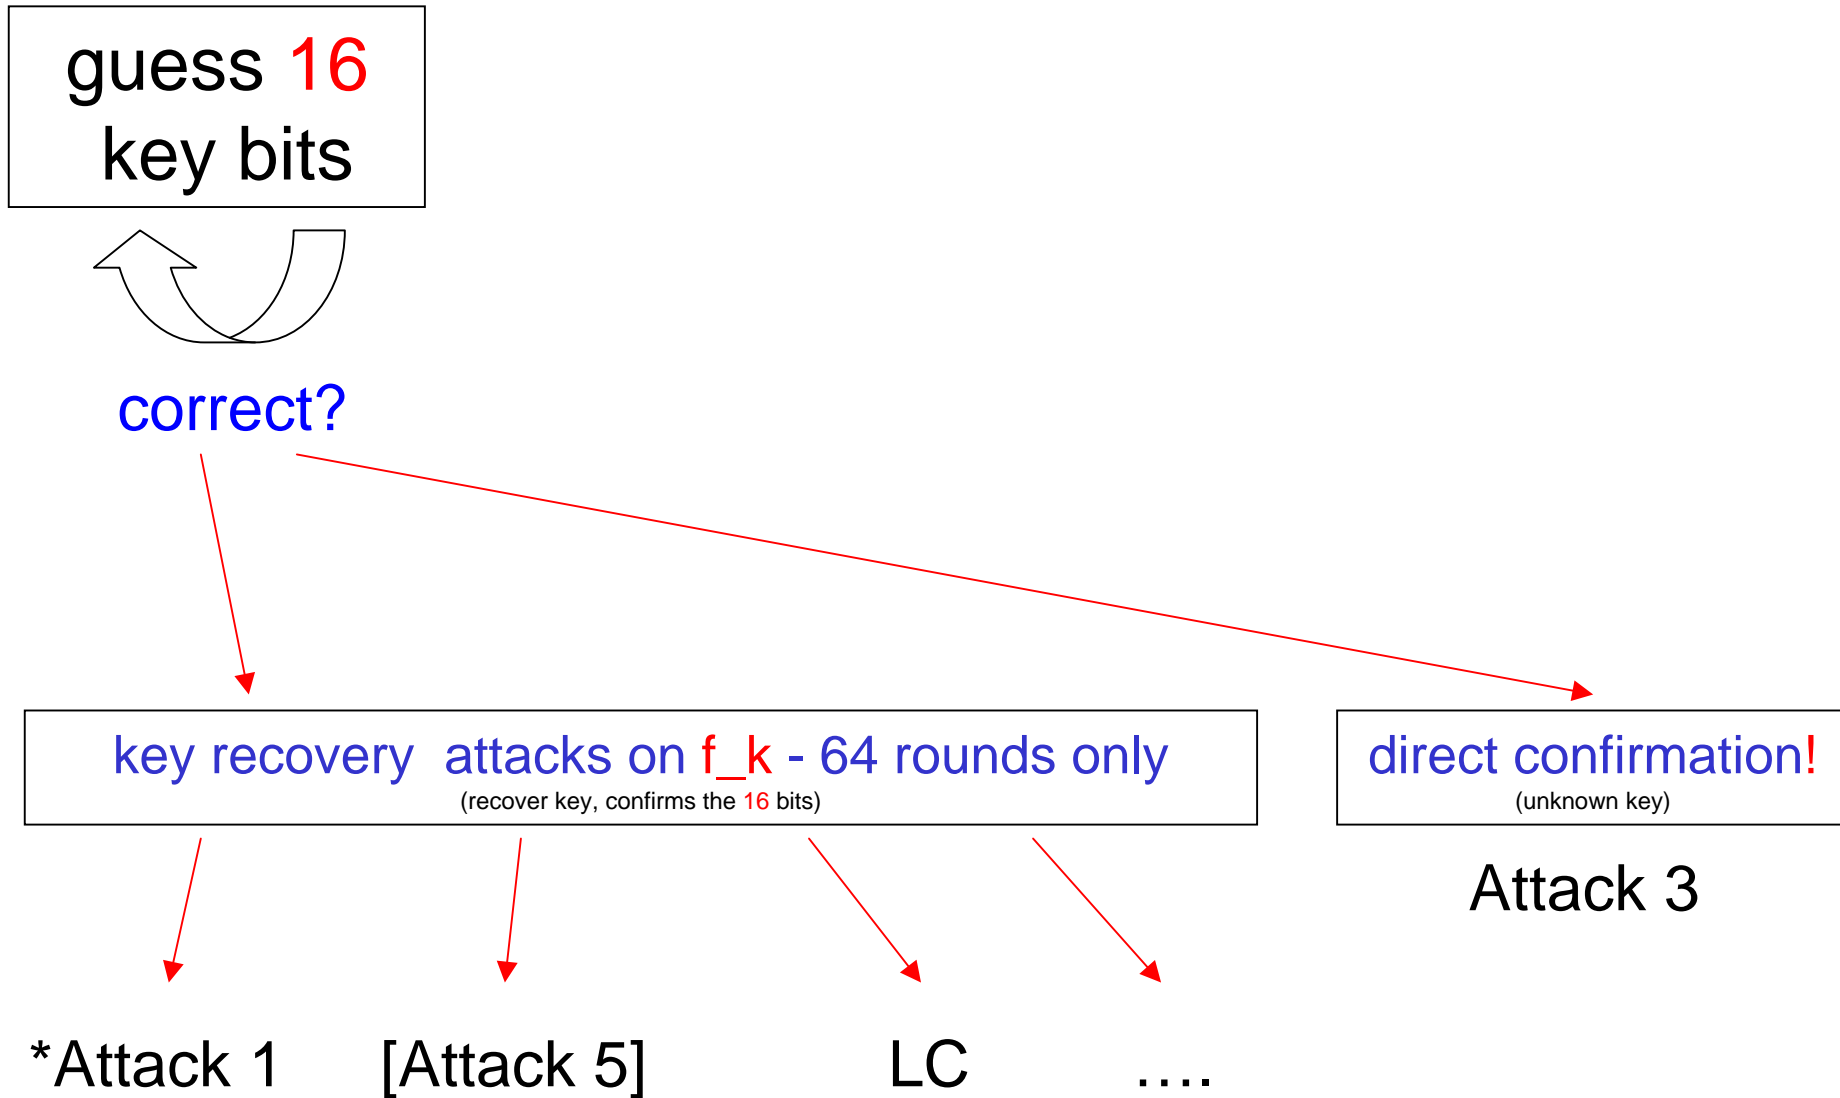 guess 16
key bits
correct?
key recovery attacks on f_k - 64 rounds only
(recover key, confirms the 16 bits)
direct confirmation!
(unknown key)
Attack 3
*Attack 1
[Attack 5]
LC
....